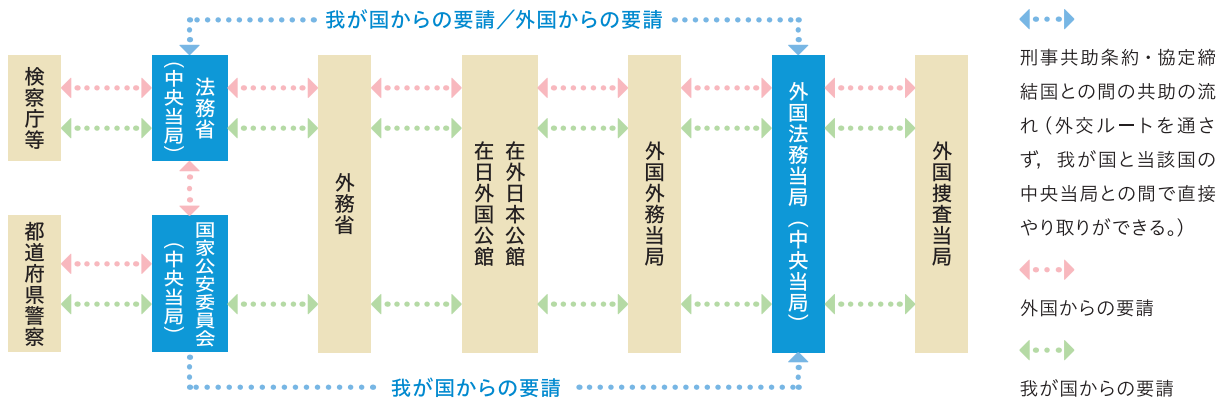 我が国からの要請／外国からの要請
検察庁等
法務省
（中央当局）
都道府県警察
国家公安委員会
（中央当局）
外務省
在外日本公館
在日外国公館
外国外務当局
外国法務当局（中央当局）
外国捜査当局
我が国からの要請
刑事共助条約・協定締
結国との間の共助の流
れ（外交ルートを通さ
ず，我が国と当該国の
中央当局との間で直接
やり取りができる。）
外国からの要請
我が国からの要請